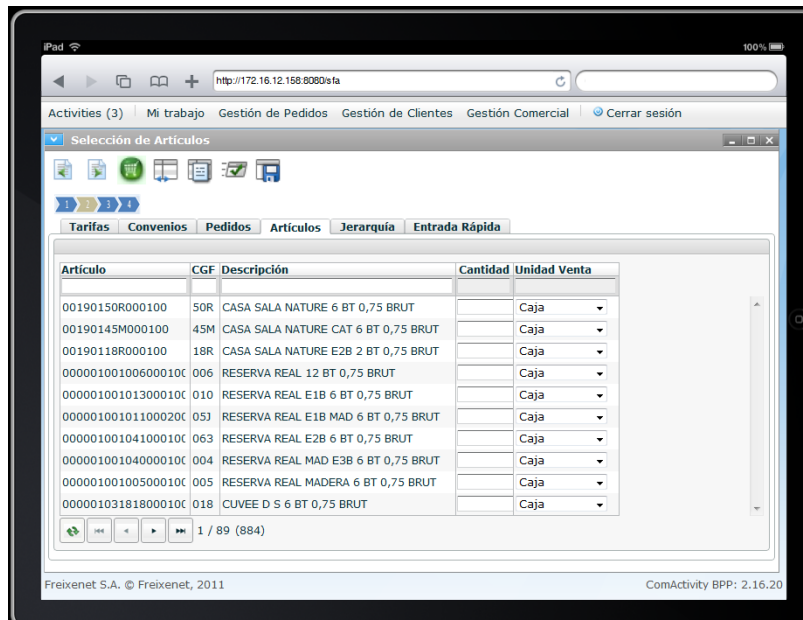 iPad 100%
http://172.16.12.158:8080/sfa
Activities (3) Mi trabajo Gestión de Pedidos Gestión de Clientes Gestión Comercial Cerrar sesión
Selección de Artículos
1 2 3 4
Tarifas Convenios Pedidos Artículos Jerarquía Entrada Rápida
Artículo CGF Descripción Cantidad Unidad Venta
00190150R000100 50R CASA SALA NATURE 6 BT 0,75 BRUT Caja
00190145M000100 45M CASA SALA NATURE CAT 6 BT 0,75 BRUT Caja
00190118R000100 18R CASA SALA NATURE E2B 2 BT 0,75 BRUT Caja
00000100100600010 006 RESERVA REAL 12 BT 0,75 BRUT Caja
00000100101300010 010 RESERVA REAL E1B 6 BT 0,75 BRUT Caja
00000100101100020 05J RESERVA REAL E1B MAD 6 BT 0,75 BRUT Caja
00000100104100010 063 RESERVA REAL E2B 6 BT 0,75 BRUT Caja
00000100104000010 004 RESERVA REAL MAD E3B 6 BT 0,75 BRUT Caja
00000100100500010 005 RESERVA REAL MADERA 6 BT 0,75 BRUT Caja
00000103181800010 018 CUVEE D S 6 BT 0,75 BRUT Caja
1 / 89 (884)
Freixenet S.A. © Freixenet, 2011 ComActivity BPP: 2.16.20